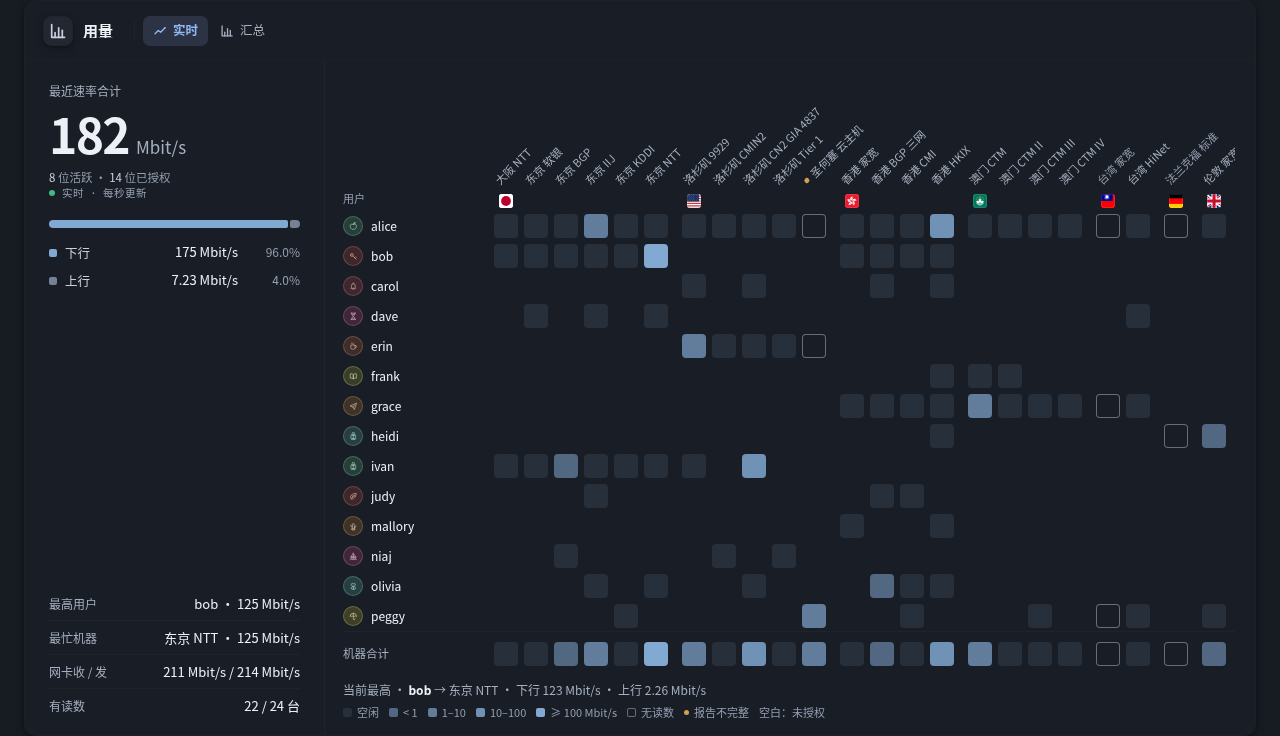 用量
实时
汇总
最近速率合计
182 Mbit/s
8 位活跃 · 14 位已授权
实时 · 每秒更新
下行 175 Mbit/s 96.0%
上行 7.23 Mbit/s 4.0%
最高用户 bob · 125 Mbit/s
最忙机器 东京 NTT · 125 Mbit/s
网卡收 / 发 211 Mbit/s / 214 Mbit/s
有读数 22 / 24 台
大阪 NTT
东京 软银
东京 BGP
东京 IIJ
东京 KDDI
东京 NTT
洛杉矶 9929
洛杉矶 CMIN2
洛杉矶 CN2 GIA 4837
洛杉矶 Tier 1
圣何塞 云主机
香港 家宽
香港 BGP 三网
香港 CMI
香港 HKIX
澳门 CTM
澳门 CTM II
澳门 CTM III
澳门 CTM IV
台湾 家宽
台湾 HiNet
法兰克福 标准
伦敦 家宽
用户
alice
bob
carol
dave
erin
frank
grace
heidi
ivan
judy
mallory
niaj
olivia
peggy
机器合计
当前最高 · bob → 东京 NTT · 下行 123 Mbit/s · 上行 2.26 Mbit/s
空闲 < 1 1–10 10–100 ≥ 100 Mbit/s 无读数 报告不完整 空白：未授权